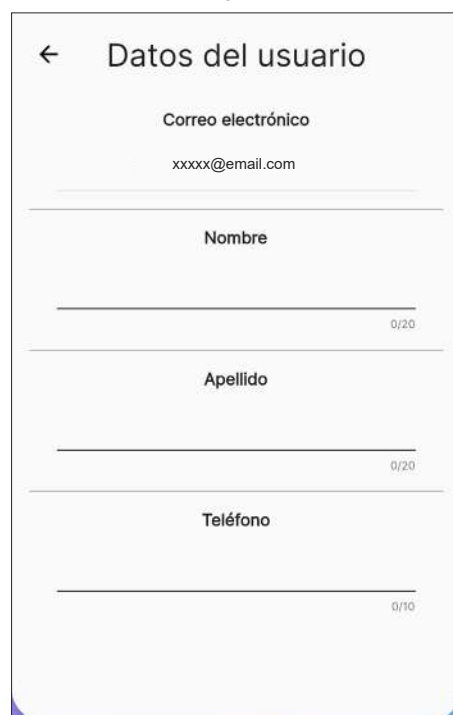 Datos del usuario
Correo electrónico
xxxxx@email.com
Nombre
0/20
Apellido
0/20
Teléfono
0/10